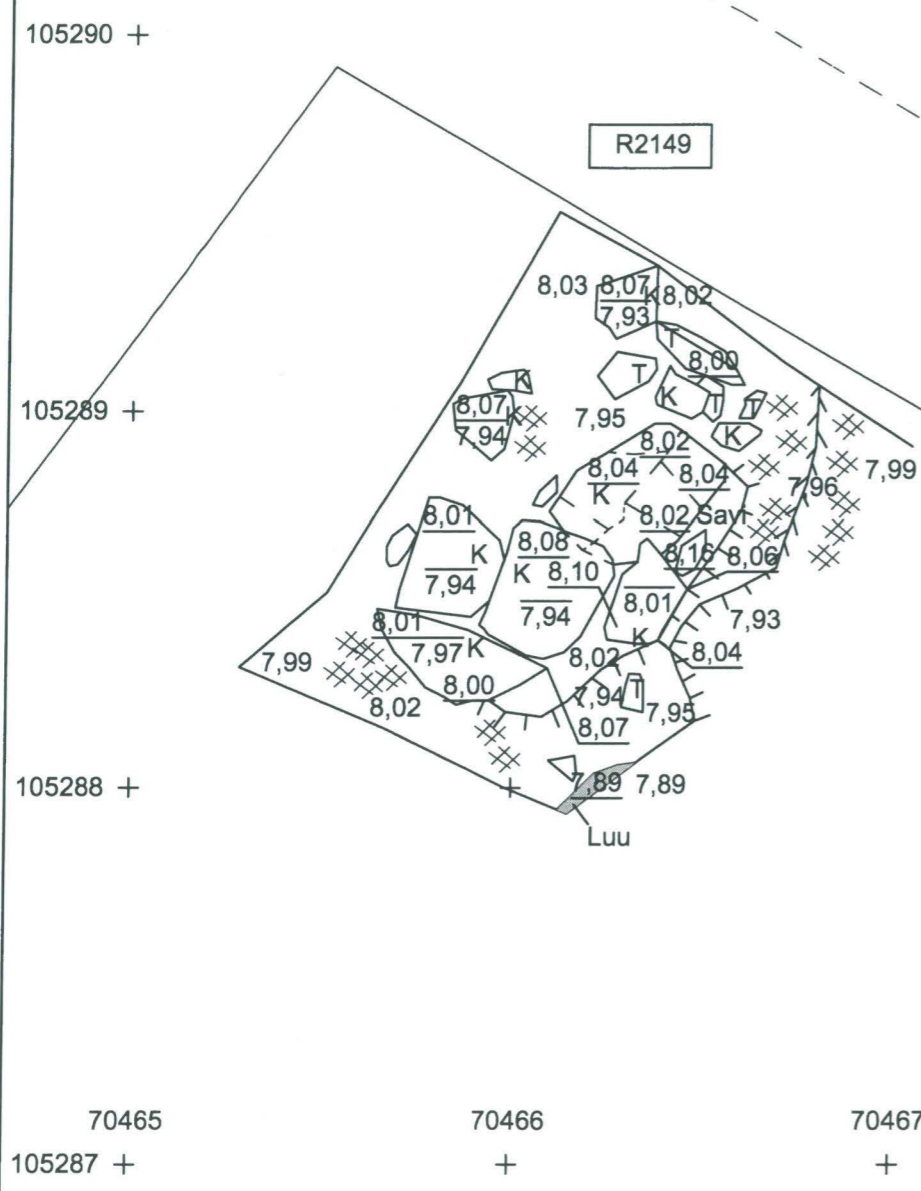 105290
R2149
8,03 8,07 K 8,02
7,93
T
8,00
K
T
K
T
T
105289
8,07 K
7,94
7,95
K
8,02
8,04
K
8,04
7,96
7,99
8,01
8,02 Savi
8,08
K
K
8,10
8,16
8,06
7,94
7,94
8,01
K
7,93
8,01
7,97 K
8,02
8,04
7,99
8,00
7,94
T
7,95
8,02
8,07
105288
7,89
7,89
Luu
70465
70466
70467
105287